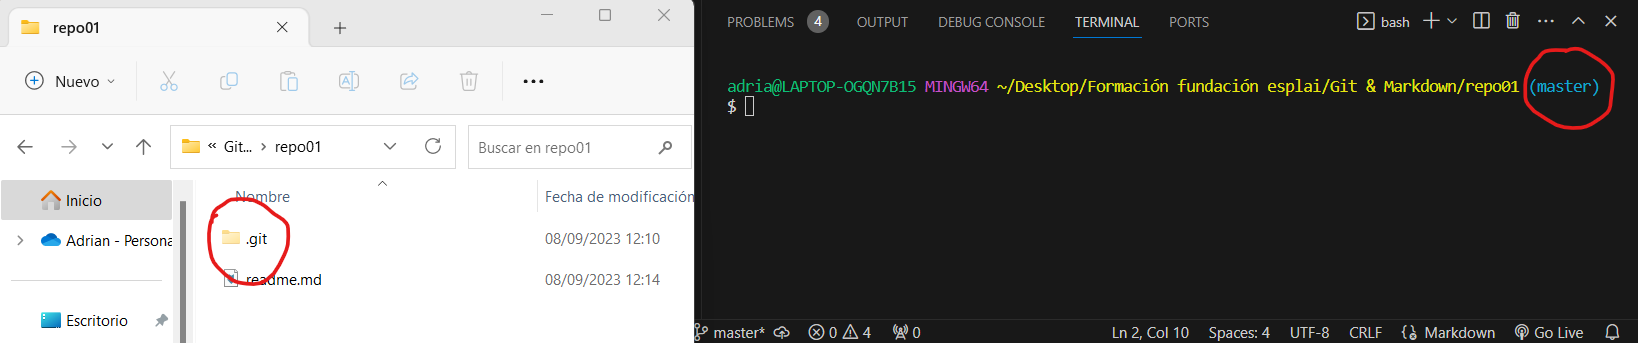 repo01
Nuevo
Git... repo01
Buscar en repo01
Nombre
Fecha de modificación
Inicio
.git
08/09/2023 12:10
Adrian - Persona
readme.md
08/09/2023 12:14
Escritorio
PROBLEMS 4 OUTPUT DEBUG CONSOLE TERMINAL PORTS
bash
adria@LAPTOP-OGQN7B15 MINGW64 ~/Desktop/Formación fundación esplai/Git & Markdown/repo01 (master)
$
master* 0 4 0 Ln 2, Col 10 Spaces: 4 UTF-8 CRLF Markdown Go Live